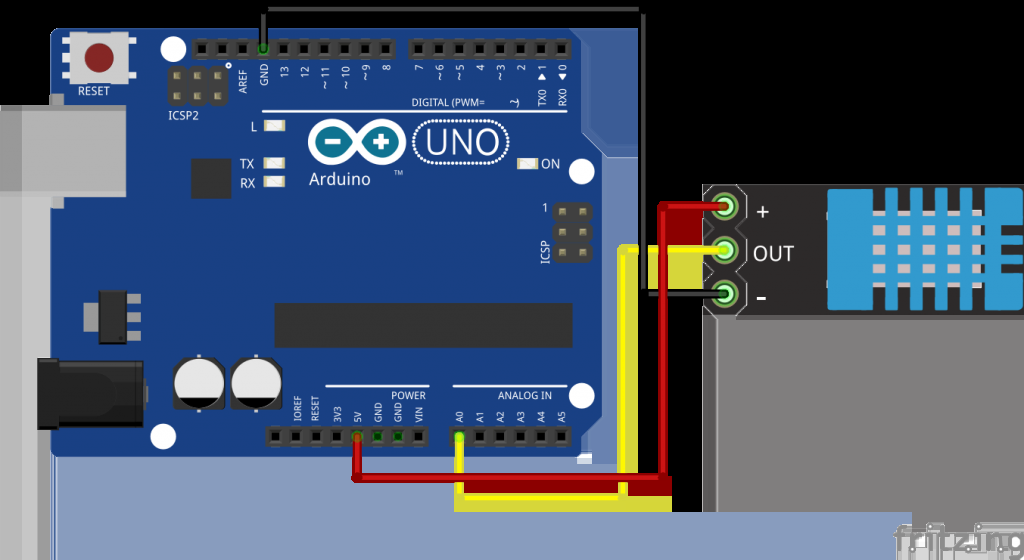 RESET
ICSP2
AREF
GND
13
12
~11
~10
~9
8
7
~6
~5
4
~3
2
TX0 ▶ 1
RX0 ◀ 0
DIGITAL (PWM= ~)
L
TX
RX
ON
UNO
Arduino
TM
1
ICSP
+
OUT
-
POWER
ANALOG IN
IOREF
RESET
3V3
5V
GND
GND
VIN
A0
A1
A2
A3
A4
A5
fritzing